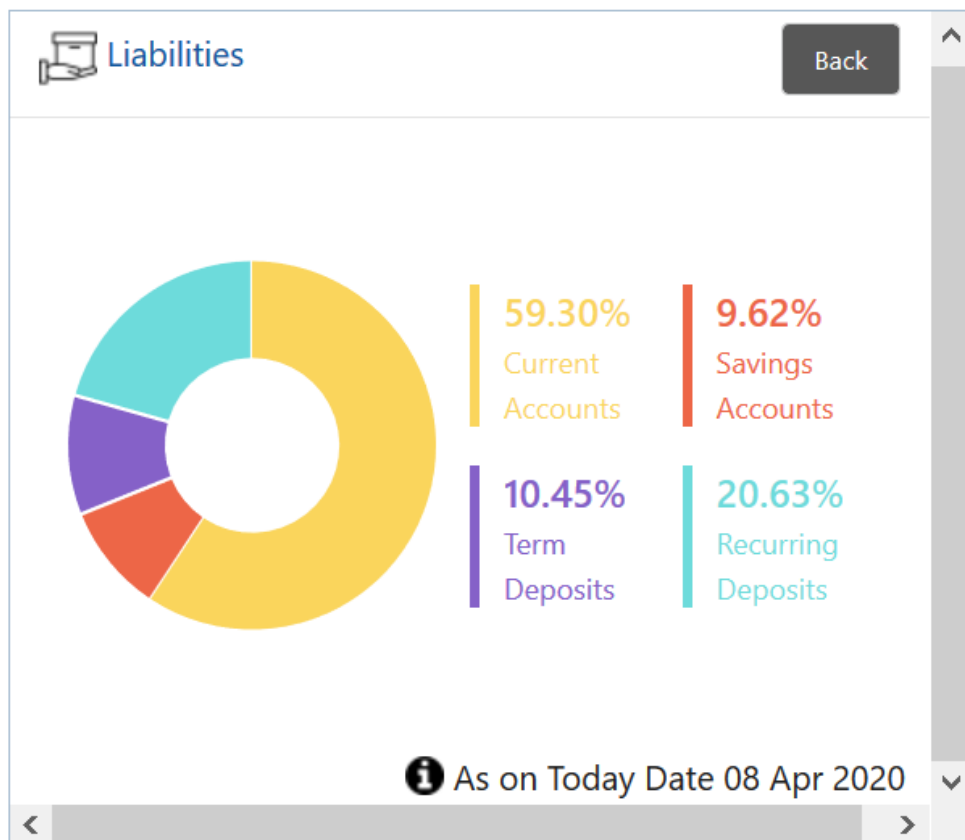 Liabilities
Back
59.30%
Current
Accounts
9.62%
Savings
Accounts
10.45%
Term
Deposits
20.63%
Recurring
Deposits
As on Today Date 08 Apr 2020